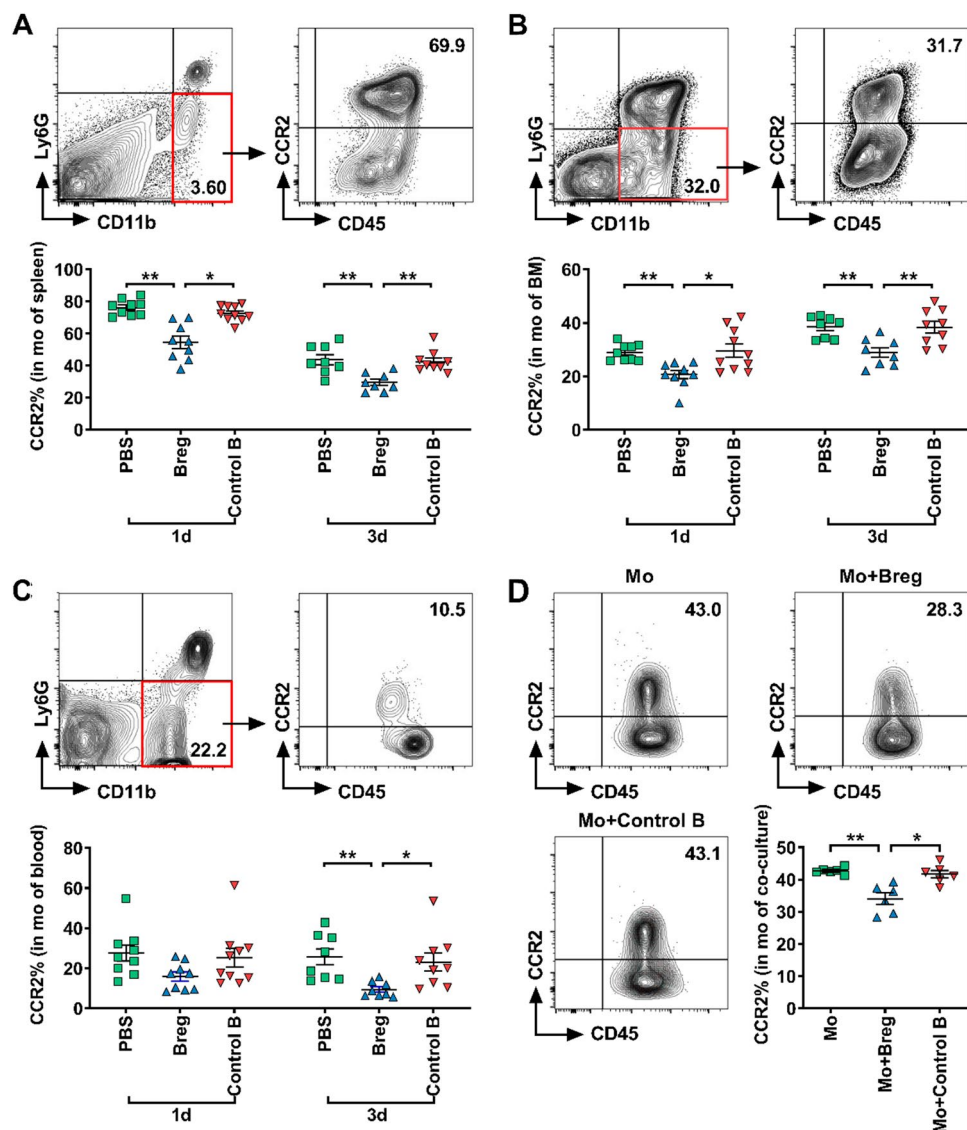 A
Ly6G
3.60
CD11b
69.9
CCR2
CD45
CCR2% (in mo of spleen)
100
80
60
40
20
0
** * ** **
PBS Breg Control B PBS Breg Control B
1d 3d
B
Ly6G
32.0
CD11b
31.7
CCR2
CD45
CCR2% (in mo of BM)
60
40
20
0
** * ** **
PBS Breg Control B PBS Breg Control B
1d 3d
C
Ly6G
22.2
CD11b
10.5
CCR2
CD45
CCR2% (in mo of blood)
80
60
40
20
0
** *
PBS Breg Control B PBS Breg Control B
1d 3d
D
Mo
43.0
CCR2
CD45
Mo+Breg
28.3
CCR2
CD45
Mo+Control B
43.1
CCR2
CD45
CCR2% (in mo of co-culture)
50
40
30
20
0
** *
Mo Mo+Breg Mo+Control B